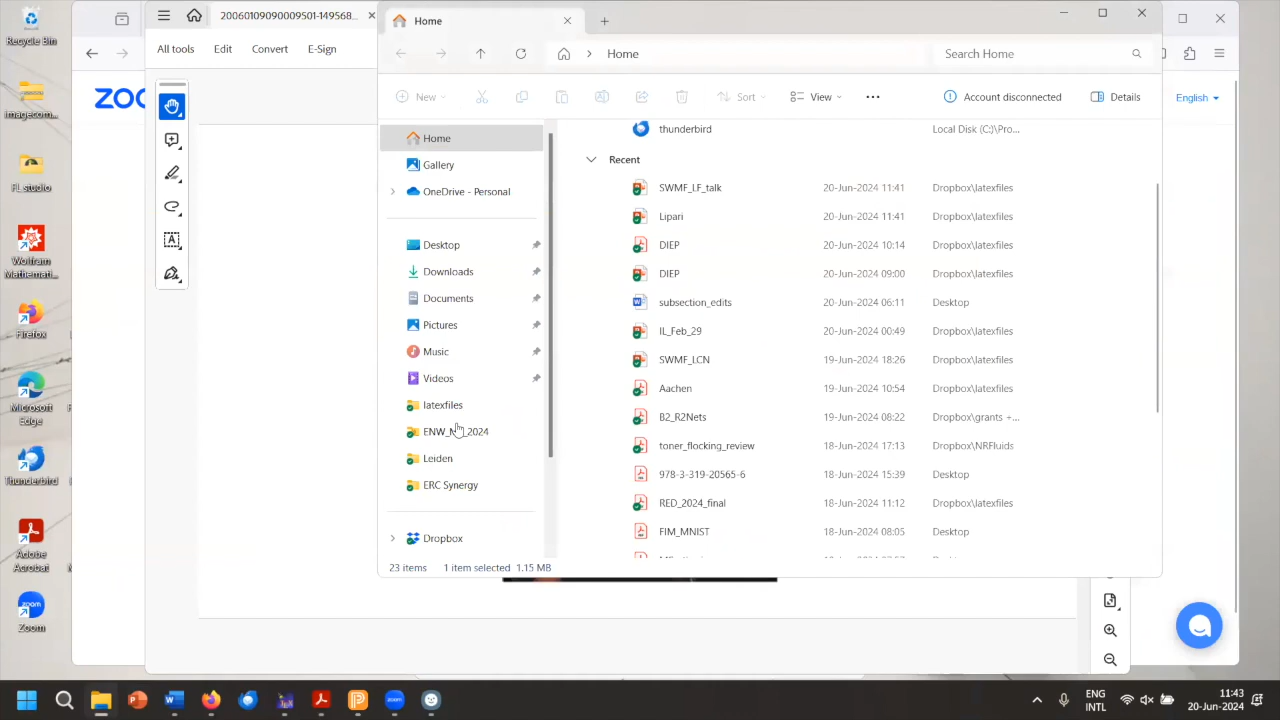 Recycle Bin
imagecom...
FL_studio
Wolfram
Mathemati...
Firefox
Microsoft
Edge
Thunderbird
Adobe
Acrobat
Zoom
zoom
20060109090009501-149568...
All tools
Edit
Convert
E-Sign
Home
Home
Search Home
New
Sort
View
Account disconnected
Details
English
Home
Gallery
OneDrive - Personal
Desktop
Downloads
Documents
Pictures
Music
Videos
latexfiles
Leiden
ERC Synergy
Dropbox
thunderbird Local Disk (C:)\Pro...
Recent
SWMF_LF_talk 20-Jun-2024 11:41 Dropbox\latexfiles
Lipari 20-Jun-2024 11:41 Dropbox\latexfiles
DIEP 20-Jun-2024 10:14 Dropbox\latexfiles
DIEP 20-Jun-2024 09:00 Dropbox\latexfiles
subsection_edits 20-Jun-2024 06:11 Desktop
IL_Feb_29 20-Jun-2024 00:49 Dropbox\latexfiles
SWMF_LCN 19-Jun-2024 18:26 Dropbox\latexfiles
Aachen 19-Jun-2024 10:54 Dropbox\latexfiles
B2_R2Nets 19-Jun-2024 08:22 Dropbox\grants +...
toner_flocking_review 18-Jun-2024 17:13 Dropbox\NRFluids
978-3-319-20565-6 18-Jun-2024 15:39 Desktop
RED_2024_final 18-Jun-2024 11:12 Dropbox\latexfiles
FIM_MNIST 18-Jun-2024 08:05 Desktop
23 items 1 item selected 1.15 MB
ENG
INTL
11:43
20-Jun-2024